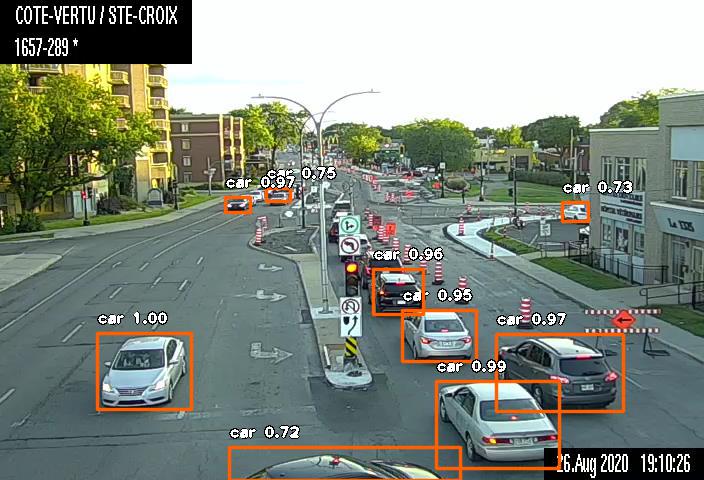 COTE-VERTU / STE-CROIX
1657-289 *
car 0.97
car 0.75
car 0.73
car 0.96
car 0.95
car 1.00
car 0.97
car 0.99
car 0.72
26.Aug 2020 19:10:26